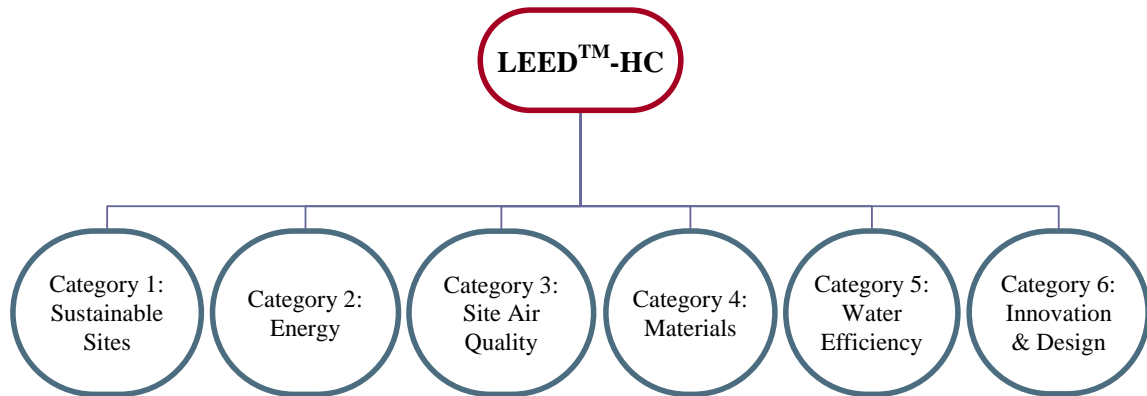 LEED™-HC
Category 1:
Sustainable
Sites
Category 2:
Energy
Category 3:
Site Air
Quality
Category 4:
Materials
Category 5:
Water
Efficiency
Category 6:
Innovation
& Design